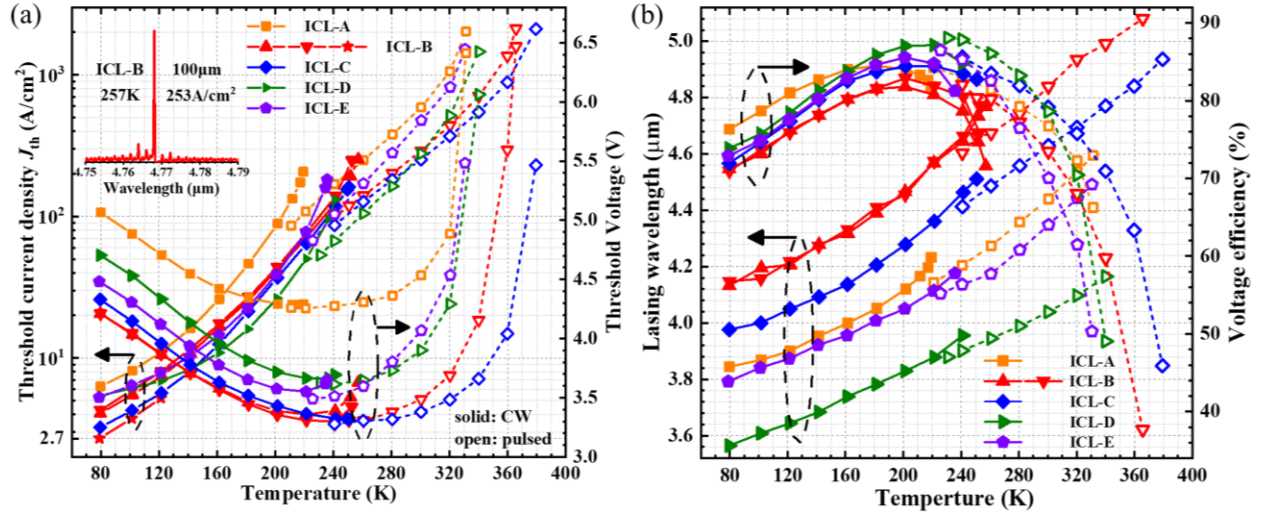 (a)
ICL-A
ICL-B
ICL-C
ICL-D
ICL-E
ICL-B
257K
100μm
253A/cm²
4.75 4.76 4.77 4.78 4.79
Wavelength (μm)
Threshold current density Jth (A/cm²)
10³
10²
10¹
2.7
Threshold Voltage (V)
6.5
6.0
5.5
5.0
4.5
4.0
3.5
3.0
solid: CW
open: pulsed
80 120 160 200 240 280 320 360 400
Temperature (K)
(b)
Lasing wavelength (μm)
5.0
4.8
4.6
4.4
4.2
4.0
3.8
3.6
Voltage efficiency (%)
90
80
70
60
50
40
ICL-A
ICL-B
ICL-C
ICL-D
ICL-E
80 120 160 200 240 280 320 360 400
Temperture (K)